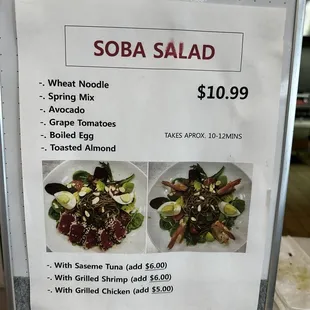 SOBA SALAD
-. Wheat Noodle
-. Spring Mix
-. Avocado
-. Grape Tomatoes
-. Boiled Egg
-. Toasted Almond
$10.99
TAKES APROX. 10-12MINS
-. With Saseme Tuna (add $6.00)
-. With Grilled Shrimp (add $6.00)
-. With Grilled Chicken (add $5.00)